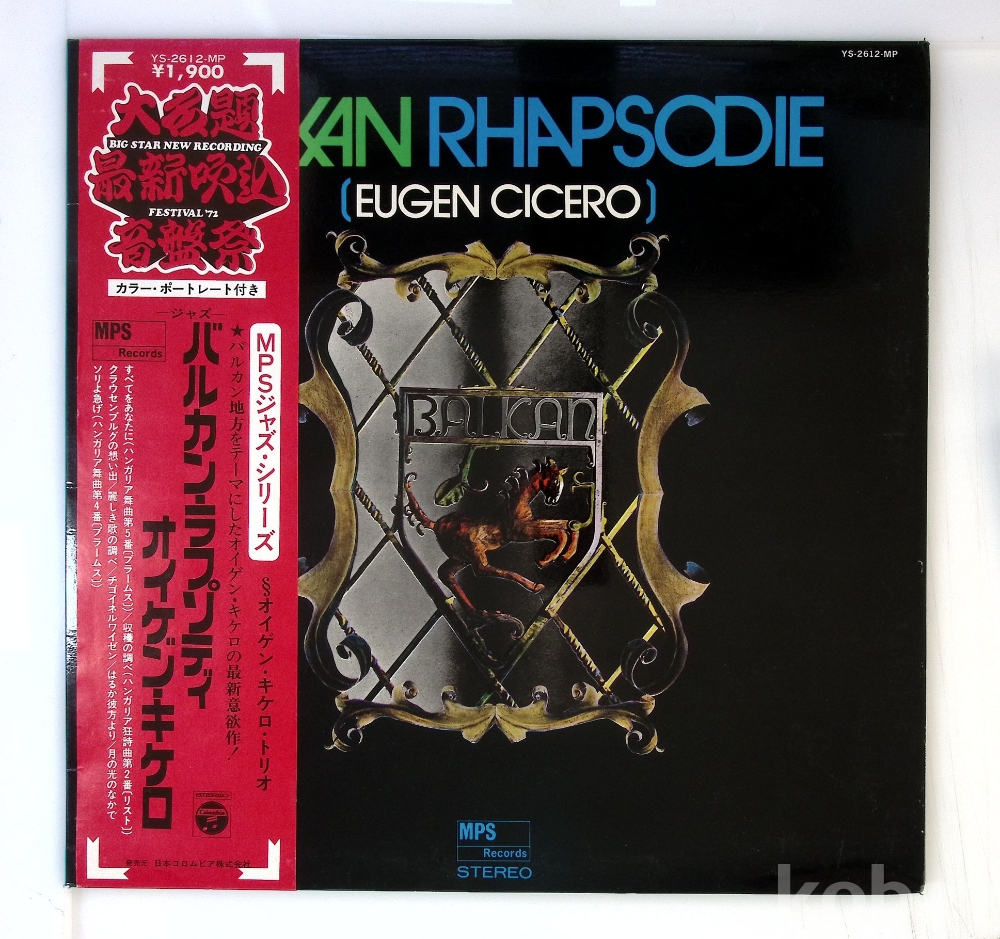 YS-2612-MP
¥1,900
大放題
BIG STAR NEW RECORDING
最新吹込
FESTIVAL '72
音盤祭
カラー・ポートレート付き
MPS
Records
―ジャズ―
バルカン・ラプソディ
オイゲン・キケロ
MPSジャズ・シリーズ
★バルカン地方をテーマにしたオイゲン・キケロの最新意欲作!
§オイゲン・キケロ・トリオ
すべてをあなたに(ハンガリア舞曲第5番[ブラームス])/収穫の調べ(ハンガリア狂詩曲第2番[リスト])
クラウセンブルグの想い出/麗しき歌の調べ/チゴイネルワイゼン/はるか彼方より/月の光のなかで
ソリよ急げ(ハンガリア舞曲第4番[ブラームス])
Columbia
発売元 日本コロムビア株式会社
YS-2612-MP
KAN RHAPSODIE
(EUGEN CICERO)
BALKAN
MPS
Records
STEREO